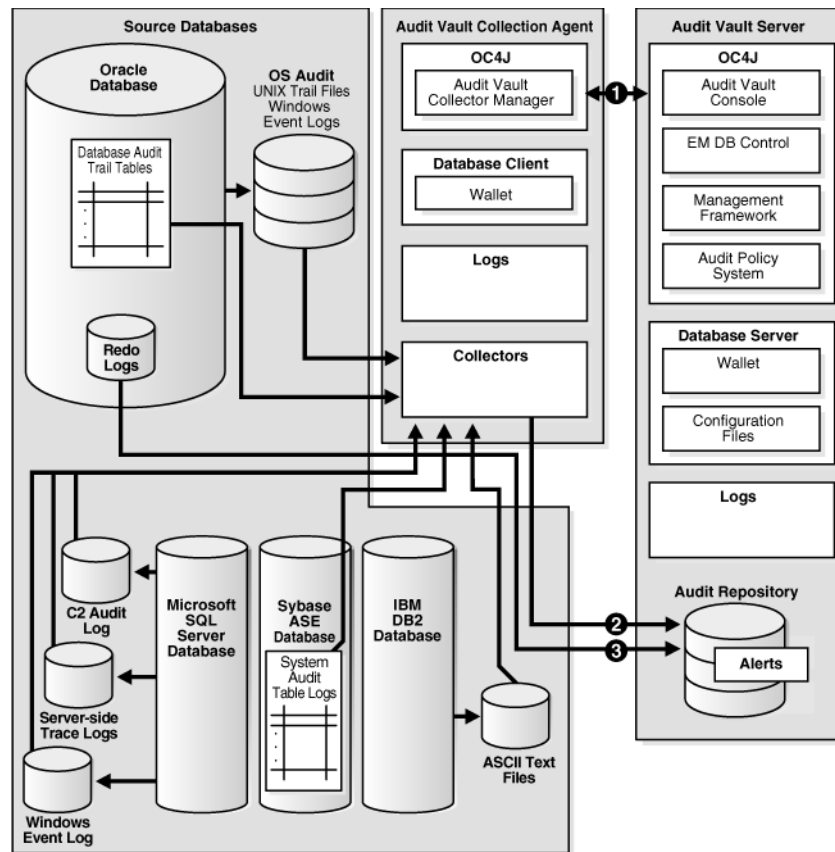 Source Databases
Oracle
Database
Database Audit
Trail Tables
Redo
Logs
OS Audit
UNIX Trail Files
Windows
Event Logs
C2 Audit
Log
Server-side
Trace Logs
Windows
Event Log
Microsoft
SQL
Server
Database
Sybase
ASE
Database
System
Audit
Table Logs
IBM
DB2
Database
ASCII Text
Files
Audit Vault Collection Agent
OC4J
Audit Vault
Collector Manager
Database Client
Wallet
Logs
Collectors
1
2
3
Audit Vault Server
OC4J
Audit Vault
Console
EM DB Control
Management
Framework
Audit Policy
System
Database Server
Wallet
Configuration
Files
Logs
Audit Repository
Alerts